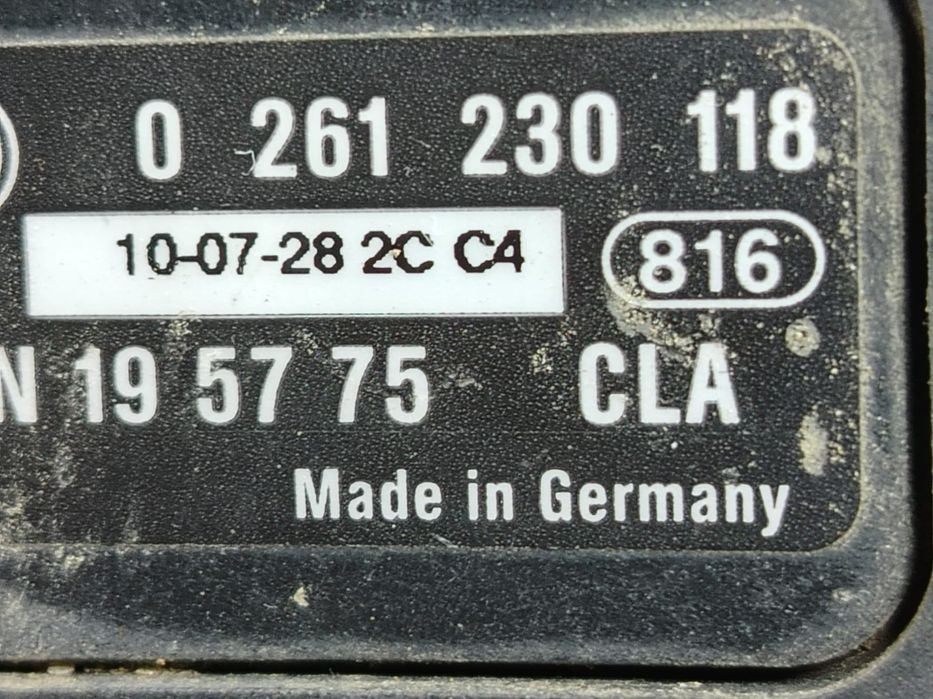 0 261 230 118
10-07-28 2C C4
816
N 19 57 75 CLA
Made in Germany